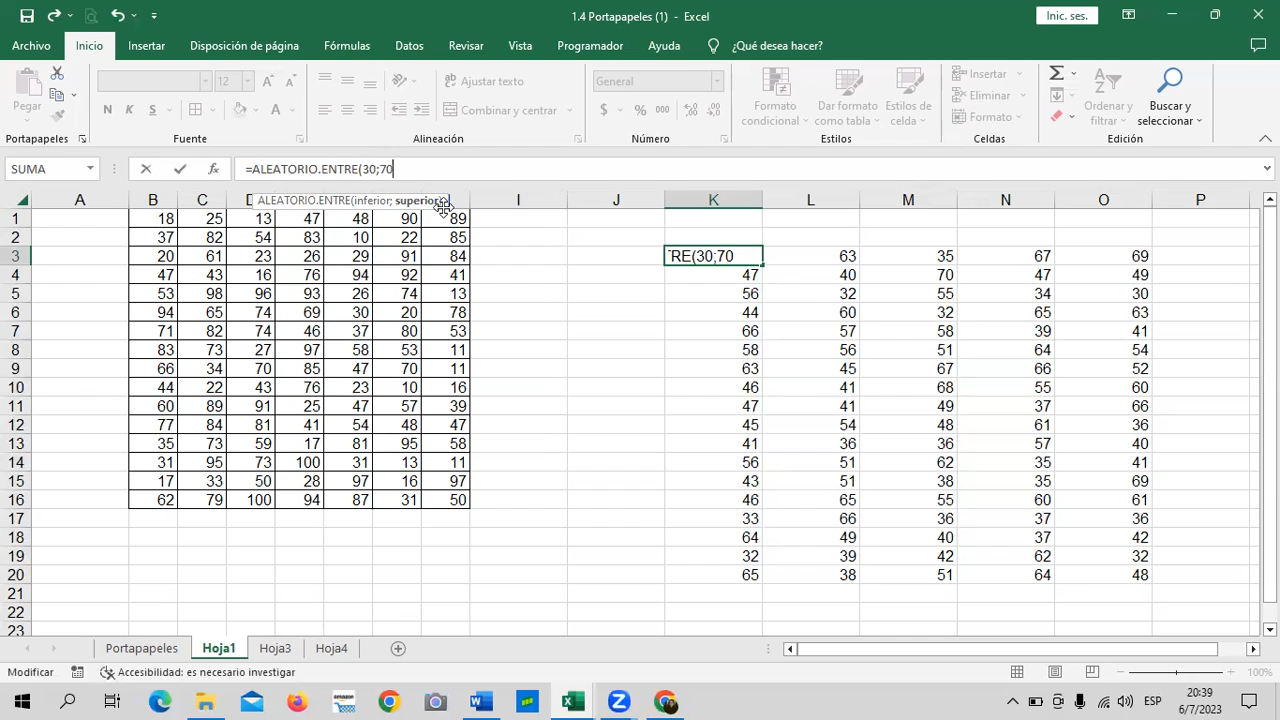 1.4 Portapapeles (1) - Excel
Inic. ses.
Archivo Inicio Insertar Disposición de página Fórmulas Datos Revisar Vista Programador Ayuda ¿Qué desea hacer?
Pegar
12
A A
N K S
A
ab
Ajustar texto
Combinar y centrar
General
$ % 000
Formato condicional
Dar formato como tabla
Estilos de celda
Insertar
Eliminar
Formato
Ordenar y filtrar
Buscar y seleccionar
Portapapeles Fuente Alineación Número Celdas Edición
SUMA fx =ALEATORIO.ENTRE(30;70
ALEATORIO.ENTRE(inferior; superior)
A B C D I J K L M N O P
1 18 25 13 47 48 90 89
2 37 82 54 83 10 22 85
3 20 61 23 26 29 91 84 TRE(30;70 63 35 67 69
4 47 43 16 76 94 92 41 47 40 70 47 49
5 53 98 96 93 26 74 13 56 32 55 34 30
6 94 65 74 69 30 20 78 44 60 32 65 63
7 71 82 74 46 37 80 53 66 57 58 39 41
8 83 73 27 97 58 53 11 58 56 51 64 54
9 66 34 70 85 47 70 11 63 45 67 66 52
10 44 22 43 76 23 10 16 46 41 68 55 60
11 60 89 91 25 47 57 39 47 41 49 37 66
12 77 84 81 41 54 48 47 45 54 48 61 36
13 35 73 59 17 81 95 58 41 36 36 57 40
14 31 95 73 100 31 13 11 56 51 62 35 41
15 17 33 50 28 97 16 97 43 51 38 35 69
16 62 79 100 94 87 31 50 46 65 55 60 61
17 33 66 36 37 36
18 64 49 40 37 42
19 32 39 42 62 32
20 65 38 51 64 48
21
22
23
Portapapeles Hoja1 Hoja3 Hoja4
Modificar Accesibilidad: es necesario investigar 100%
ESP
20:39
6/7/2023